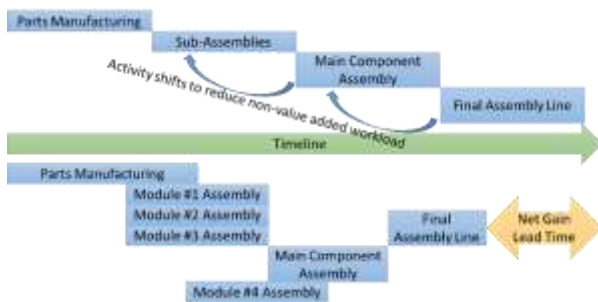 Parts Manufacturing
Sub-Assemblies
Main Component
Assembly
Activity shifts to reduce non-value added workload
Final Assembly Line
Timeline
Parts Manufacturing
Module #1 Assembly
Module #2 Assembly
Module #3 Assembly
Final
Assembly Line
Net Gain
Lead Time
Main Component
Assembly
Module #4 Assembly